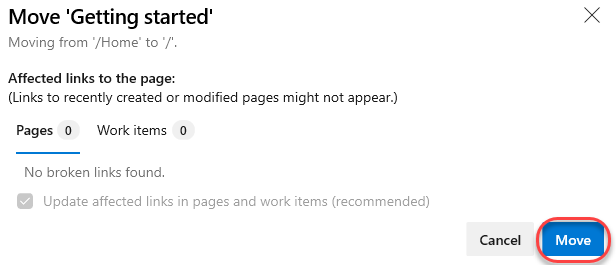 Move 'Getting started'
Moving from '/Home' to '/'.
Affected links to the page:
(Links to recently created or modified pages might not appear.)
Pages 0 Work items 0
No broken links found.
Update affected links in pages and work items (recommended)
Cancel Move